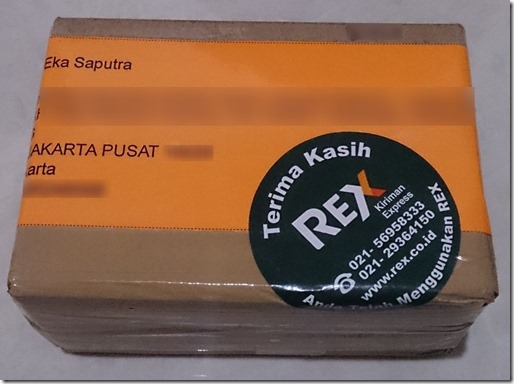 Eka Saputra
AKARTA PUSAT
arta
Terima Kasih
REX
Kiriman
Express
021- 56958333
021- 29364150
www.rex.co.id
Anda Telah Menggunakan REX